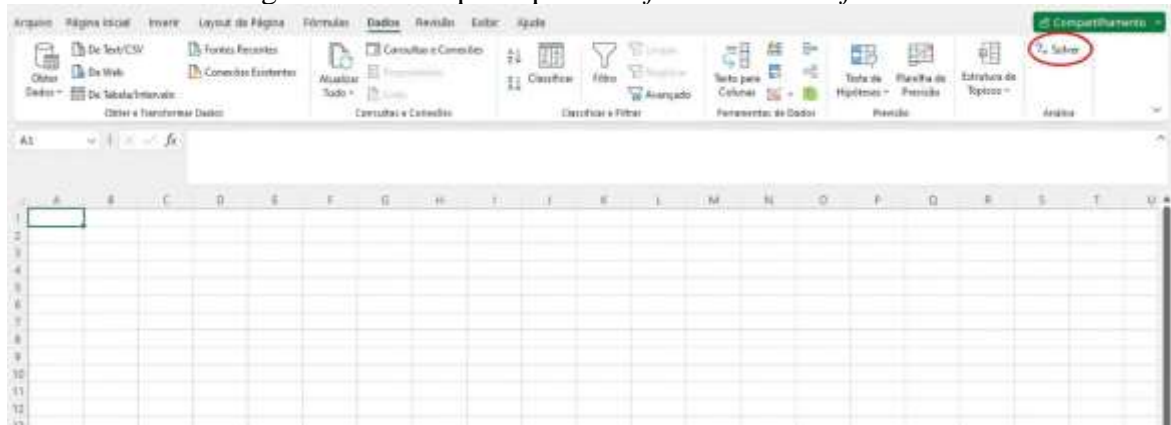 Arquivo Página Inicial Inserir Layout da Página Fórmulas Dados Revisão Exibir Ajuda
Compartilhamento
De Text/CSV Fontes Recentes Consultas e Conexões Solver
Obter Dados De Web Conexões Existentes Atualizar Tudo Classificar Filtro Avançado Texto para Colunas Teste de Hipóteses Planilha de Previsão Estrutura de Tópicos
De Tabela/Intervalo
Obter e Transformar Dados Consultas e Conexões Classificar e Filtrar Ferramentas de Dados Previsão Análise
A1 fx
A B C D E F G H I J K L M N O P Q R S T U
1
2
3
4
5
6
7
8
9
10
11
12